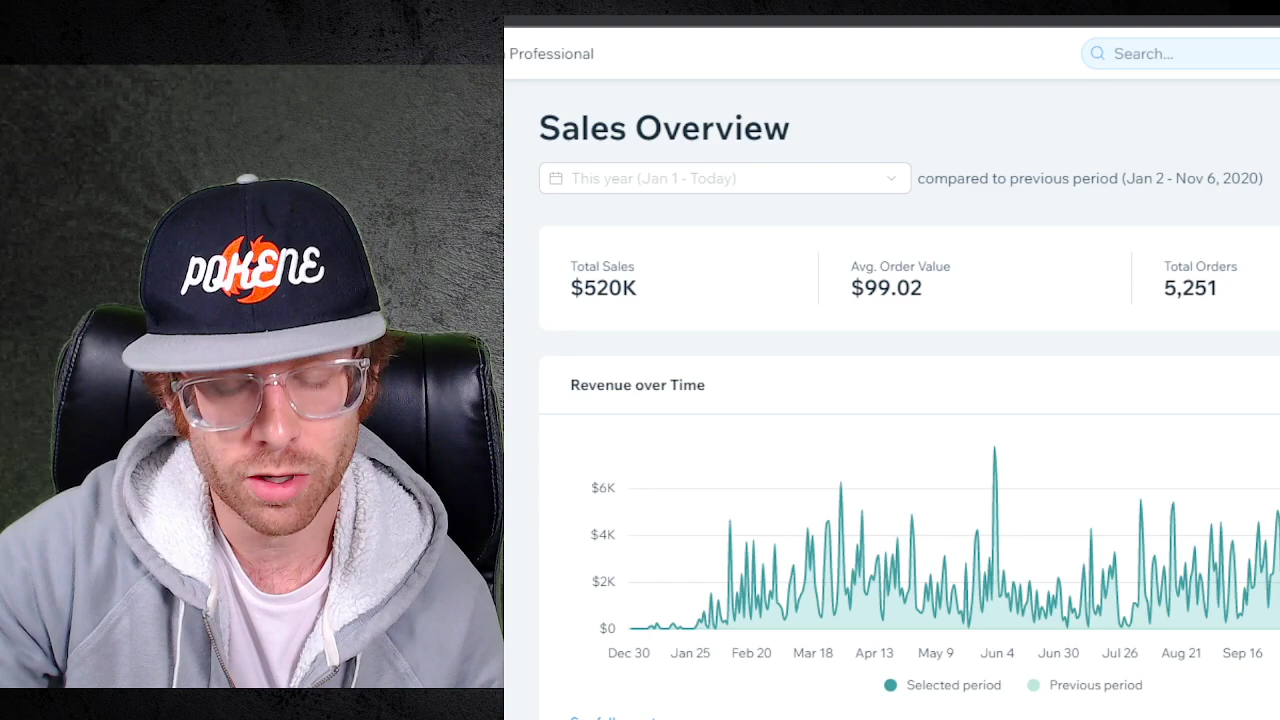 Professional
Search...
Sales Overview
This year (Jan 1 - Today)
compared to previous period (Jan 2 - Nov 6, 2020)
Total Sales
$520K
Avg. Order Value
$99.02
Total Orders
5,251
POKENE
Revenue over Time
$6K
$4K
$2K
$0
Dec 30 Jan 25 Feb 20 Mar 18 Apr 13 May 9 Jun 4 Jun 30 Jul 26 Aug 21 Sep 16
Selected period Previous period